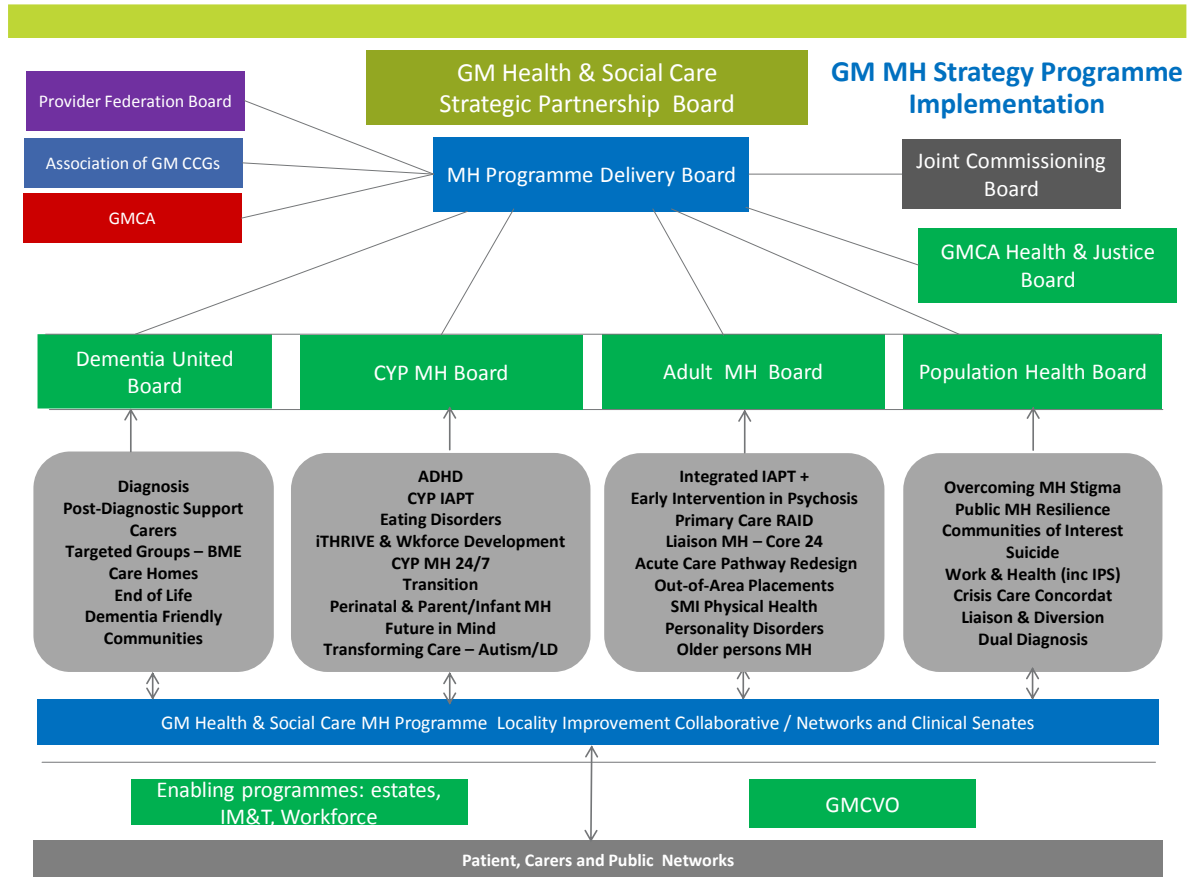 GM Health & Social Care
Strategic Partnership Board
GM MH Strategy Programme
Implementation
Provider Federation Board
Association of GM CCGs
GMCA
MH Programme Delivery Board
Joint Commissioning
Board
GMCA Health & Justice
Board
Dementia United
Board
CYP MH Board
Adult MH Board
Population Health Board
Diagnosis
Post-Diagnostic Support
Carers
Targeted Groups – BME
Care Homes
End of Life
Dementia Friendly
Communities
ADHD
CYP IAPT
Eating Disorders
iTHRIVE & Wkforce Development
CYP MH 24/7
Transition
Perinatal & Parent/Infant MH
Future in Mind
Transforming Care – Autism/LD
Integrated IAPT +
Early Intervention in Psychosis
Primary Care RAID
Liaison MH – Core 24
Acute Care Pathway Redesign
Out-of-Area Placements
SMI Physical Health
Personality Disorders
Older persons MH
Overcoming MH Stigma
Public MH Resilience
Communities of Interest
Suicide
Work & Health (inc IPS)
Crisis Care Concordat
Liaison & Diversion
Dual Diagnosis
GM Health & Social Care MH Programme Locality Improvement Collaborative / Networks and Clinical Senates
Enabling programmes: estates,
IM&T, Workforce
GMCVO
Patient, Carers and Public Networks